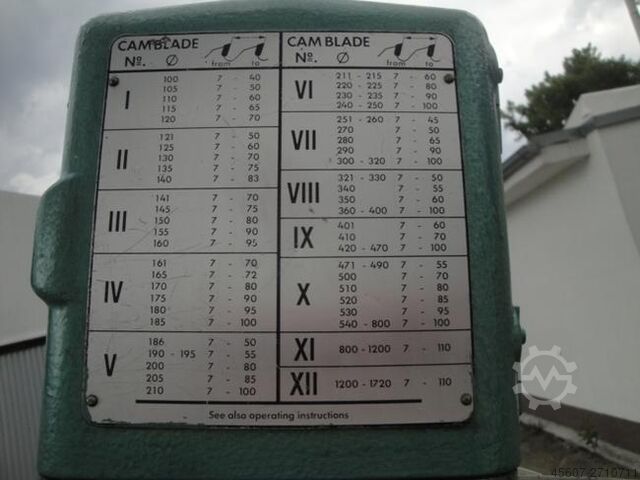 CAM BLADE
Nº. Ø from to
I
100 7 - 40
105 7 - 50
110 7 - 60
115 7 - 65
120 7 - 70
II
121 7 - 50
125 7 - 60
130 7 - 70
135 7 - 75
140 7 - 83
III
141 7 - 70
145 7 - 75
150 7 - 80
155 7 - 90
160 7 - 95
IV
161 7 - 70
165 7 - 72
170 7 - 80
175 7 - 90
180 7 - 95
185 7 - 100
V
186 7 - 50
190 - 195 7 - 55
200 7 - 80
205 7 - 85
210 7 - 100
CAM BLADE
Nº. Ø from to
VI
211 - 215 7 - 60
220 - 225 7 - 80
230 - 235 7 - 90
240 - 250 7 - 100
VII
251 - 260 7 - 45
270 7 - 50
280 7 - 65
290 7 - 90
300 - 320 7 - 100
VIII
321 - 330 7 - 50
340 7 - 55
350 7 - 60
360 - 400 7 - 100
IX
401 7 - 60
410 7 - 70
420 - 470 7 - 100
X
471 - 490 7 - 55
500 7 - 70
510 7 - 80
520 7 - 85
530 7 - 95
540 - 800 7 - 100
XI 800 - 1200 7 - 110
XII 1200 - 1720 7 - 110
See also operating instructions
45607-2710711